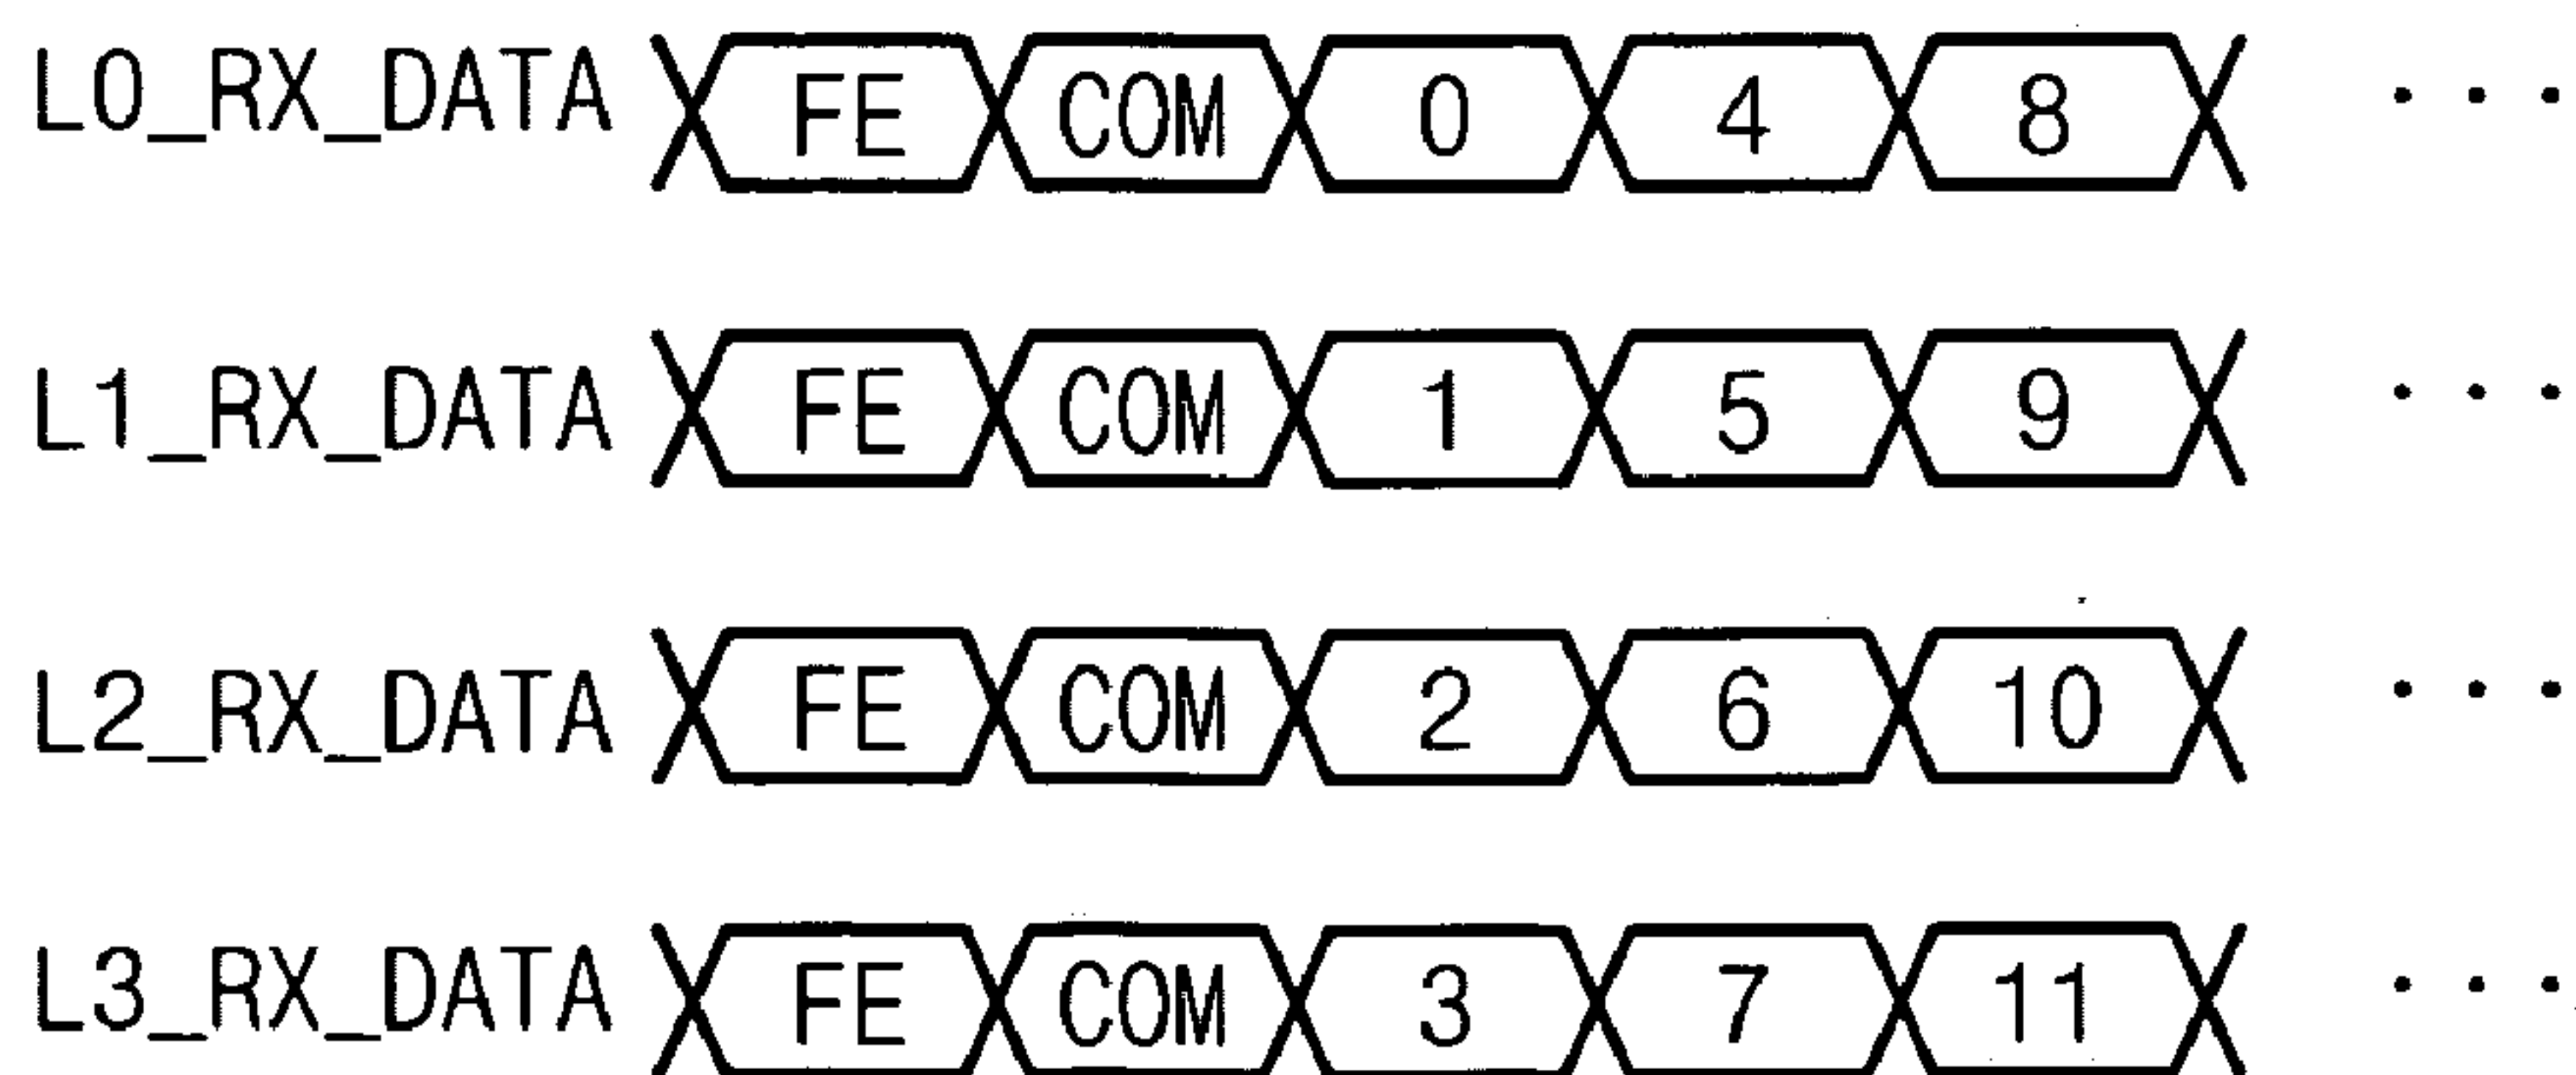 L0_RX_DATA FE COM 0 4 8 ...
L1_RX_DATA FE COM 1 5 9 ...
L2_RX_DATA FE COM 2 6 10 ...
L3_RX_DATA FE COM 3 7 11 ...